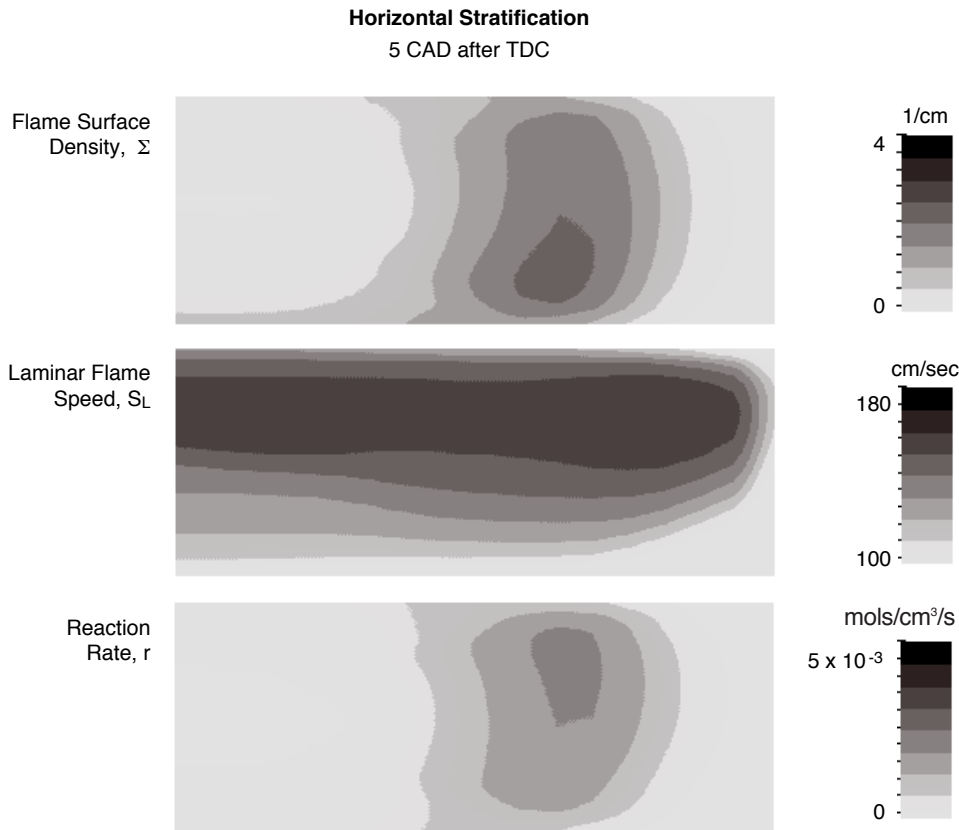 Horizontal Stratification
5 CAD after TDC
Flame Surface
Density, Σ
1/cm
4
0
Laminar Flame
Speed, SL
cm/sec
180
100
Reaction
Rate, r
mols/cm³/s
5 x 10⁻³
0